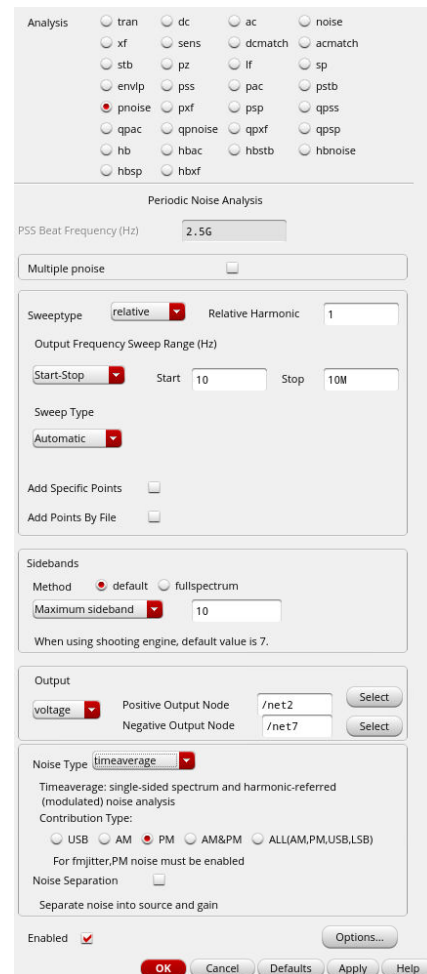 Analysis tran dc ac noise
xf sens dcmatch acmatch
stb pz lf sp
envlp pss pac pstb
pnoise pxf psp qpss
qpac qpnoise qpxf qpsp
hb hbac hbstb hbnoise
hbsp hbxf
Periodic Noise Analysis
PSS Beat Frequency (Hz) 2.5G
Multiple pnoise
Sweeptype relative Relative Harmonic 1
Output Frequency Sweep Range (Hz)
Start-Stop Start 10 Stop 10M
Sweep Type
Automatic
Add Specific Points
Add Points By File
Sidebands
Method default fullspectrum
Maximum sideband 10
When using shooting engine, default value is 7.
Output
voltage Positive Output Node /net2 Select
Negative Output Node /net7 Select
Noise Type timeaverage
Timeaverage: single-sided spectrum and harmonic-referred
(modulated) noise analysis
Contribution Type:
USB AM PM AM&PM ALL(AM,PM,USB,LSB)
For fmjitter,PM noise must be enabled
Noise Separation
Separate noise into source and gain
Enabled Options...
OK Cancel Defaults Apply Help